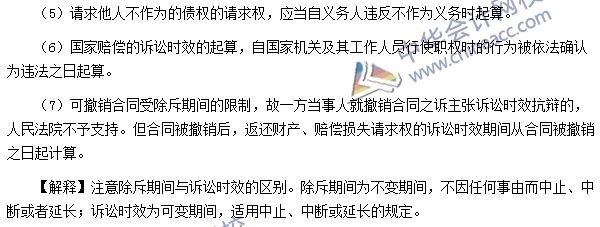 （5）请求他人不作为的债权的请求权，应当自义务人违反不作为义务时起算。
（6）国家赔偿的诉讼时效的起算，自国家机关及其工作人员行使职权时的行为被依法确认
为违法之日起算。
（7）可撤销合同受除斥期间的限制，故一方当事人就撤销合同之诉主张诉讼时效抗辩的，
人民法院不予支持。但合同被撤销后，返还财产、赔偿损失请求权的诉讼时效期间从合同被撤销
之日起计算。
【解释】注意除斥期间与诉讼时效的区别。除斥期间为不变期间，不因任何事由而中止、中
断或者延长；诉讼时效为可变期间，适用中止、中断或延长的规定。
中华会计网校
www.chinaacc.com